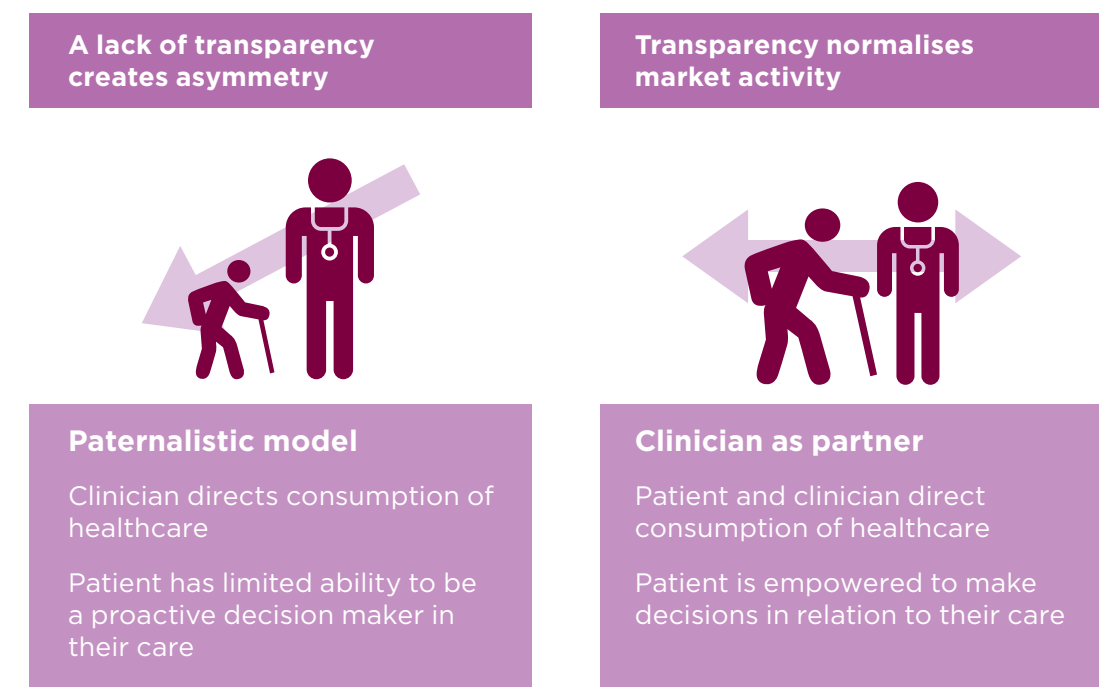 A lack of transparency
creates asymmetry
Paternalistic model
Clinician directs consumption of
healthcare
Patient has limited ability to be
a proactive decision maker in
their care
Transparency normalises
market activity
Clinician as partner
Patient and clinician direct
consumption of healthcare
Patient is empowered to make
decisions in relation to their care